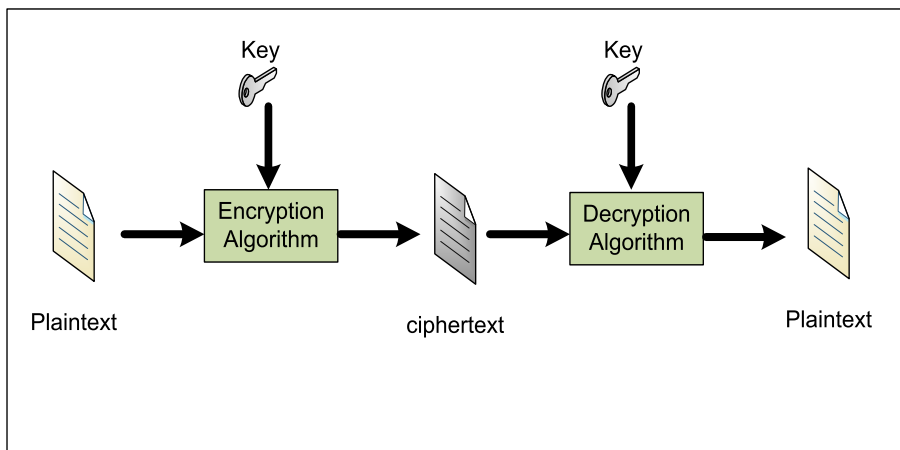 Key
Key
Encryption
Algorithm
Decryption
Algorithm
Plaintext
ciphertext
Plaintext